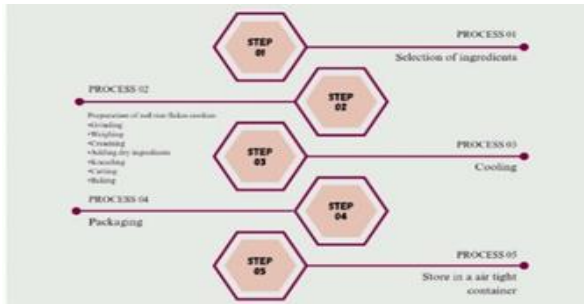 STEP 01
PROCESS 01
Selection of ingredients
PROCESS 02
STEP 02
Preparation of red rice flakes cookies
•Grinding
•Weighing
•Creaming
•Adding dry ingredients
•Kneading
•Cutting
•Baking
STEP 03
PROCESS 03
Cooling
PROCESS 04
Packaging
STEP 04
STEP 05
PROCESS 05
Store in a air tight
container